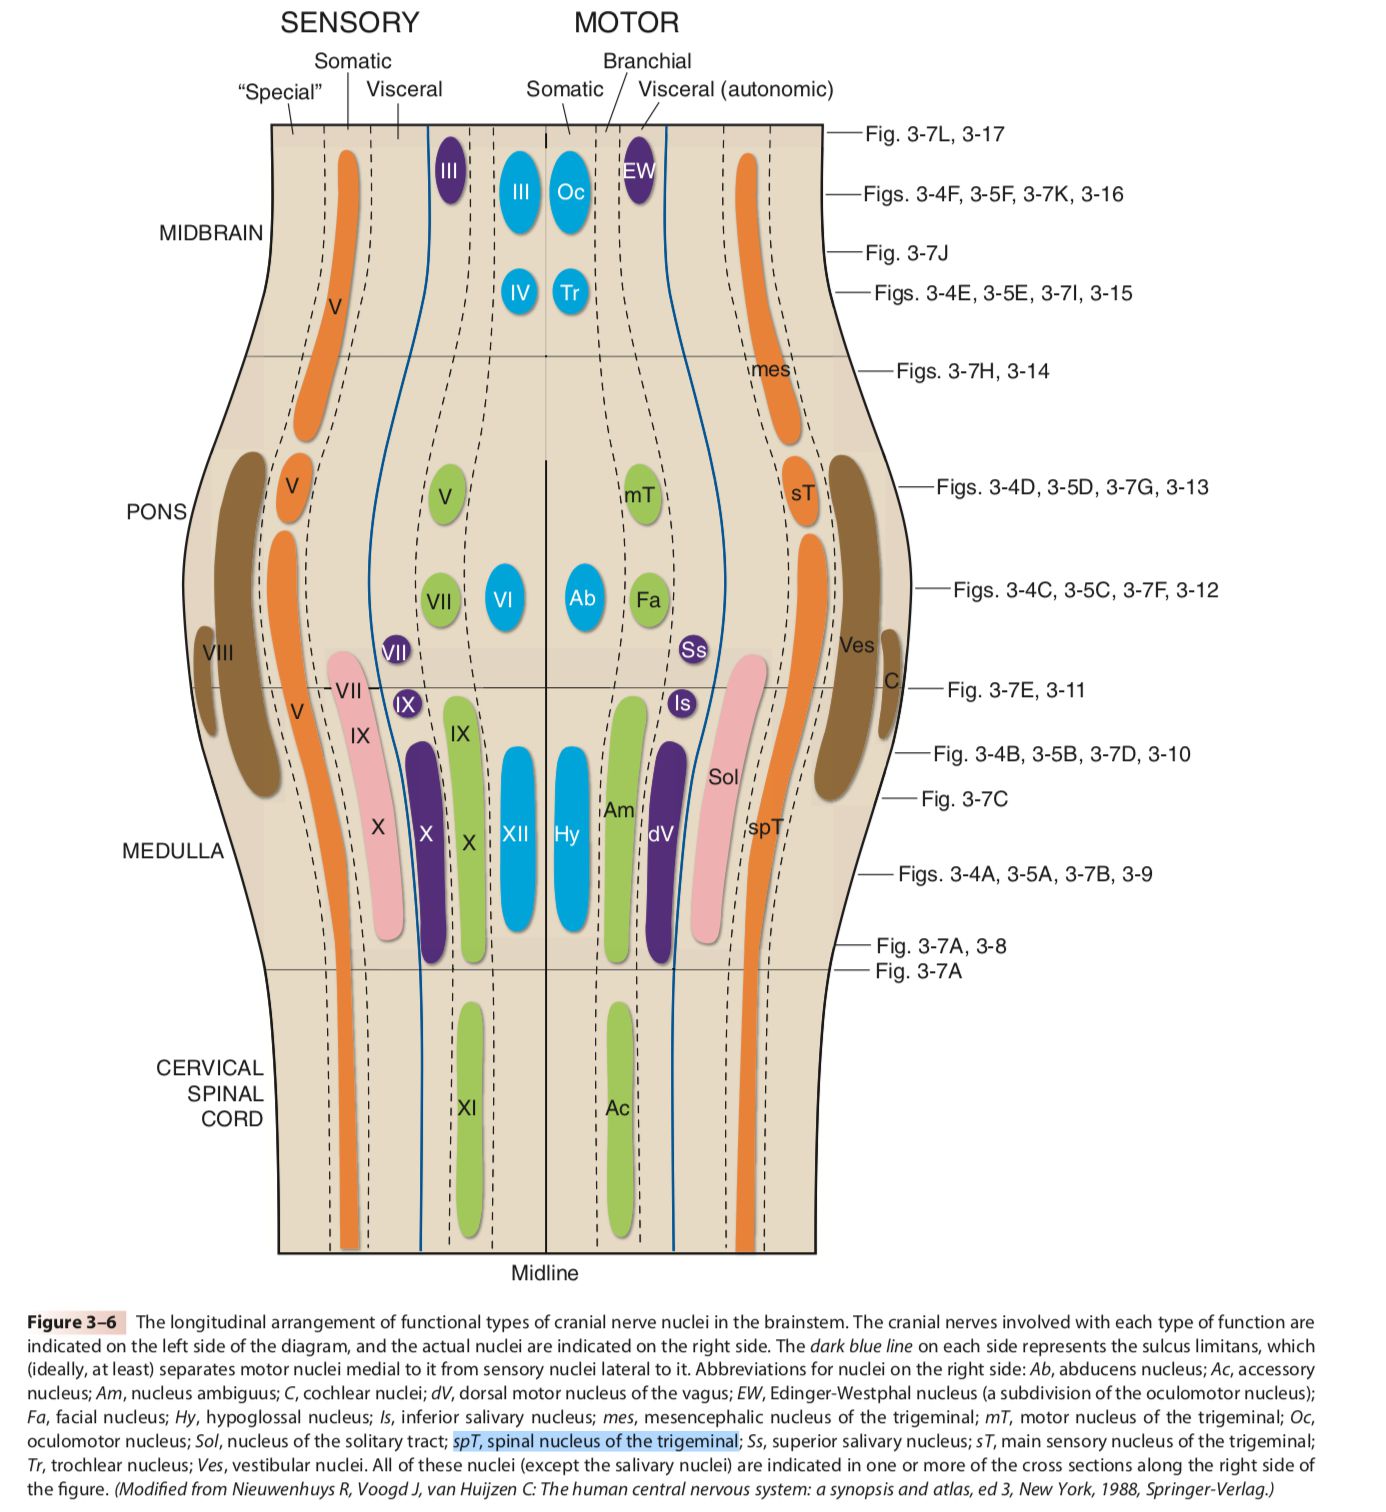 SENSORY MOTOR
Somatic Branchial
“Special” Visceral Somatic Visceral (autonomic)
Fig. 3-7L, 3-17
III EW
III Oc
Figs. 3-4F, 3-5F, 3-7K, 3-16
MIDBRAIN
Fig. 3-7J
IV Tr
Figs. 3-4E, 3-5E, 3-7I, 3-15
V
mes
Figs. 3-7H, 3-14
V V mT sT
Figs. 3-4D, 3-5D, 3-7G, 3-13
PONS
Figs. 3-4C, 3-5C, 3-7F, 3-12
VII VI Ab Fa
VIII VII Ss Ves
C
VII
Fig. 3-7E, 3-11
V IX Is
IX IX
Fig. 3-4B, 3-5B, 3-7D, 3-10
Sol
Fig. 3-7C
Am
X X X XII Hy dV spT
MEDULLA
Figs. 3-4A, 3-5A, 3-7B, 3-9
Fig. 3-7A, 3-8
Fig. 3-7A
CERVICAL
SPINAL
CORD
XI Ac
Midline
Figure 3–6 The longitudinal arrangement of functional types of cranial nerve nuclei in the brainstem. The cranial nerves involved with each type of function are
indicated on the left side of the diagram, and the actual nuclei are indicated on the right side. The dark blue line on each side represents the sulcus limitans, which
(ideally, at least) separates motor nuclei medial to it from sensory nuclei lateral to it. Abbreviations for nuclei on the right side: Ab, abducens nucleus; Ac, accessory
nucleus; Am, nucleus ambiguus; C, cochlear nuclei; dV, dorsal motor nucleus of the vagus; EW, Edinger-Westphal nucleus (a subdivision of the oculomotor nucleus);
Fa, facial nucleus; Hy, hypoglossal nucleus; Is, inferior salivary nucleus; mes, mesencephalic nucleus of the trigeminal; mT, motor nucleus of the trigeminal; Oc,
oculomotor nucleus; Sol, nucleus of the solitary tract; spT, spinal nucleus of the trigeminal; Ss, superior salivary nucleus; sT, main sensory nucleus of the trigeminal;
Tr, trochlear nucleus; Ves, vestibular nuclei. All of these nuclei (except the salivary nuclei) are indicated in one or more of the cross sections along the right side of
the figure. (Modified from Nieuwenhuys R, Voogd J, van Huijzen C: The human central nervous system: a synopsis and atlas, ed 3, New York, 1988, Springer-Verlag.)